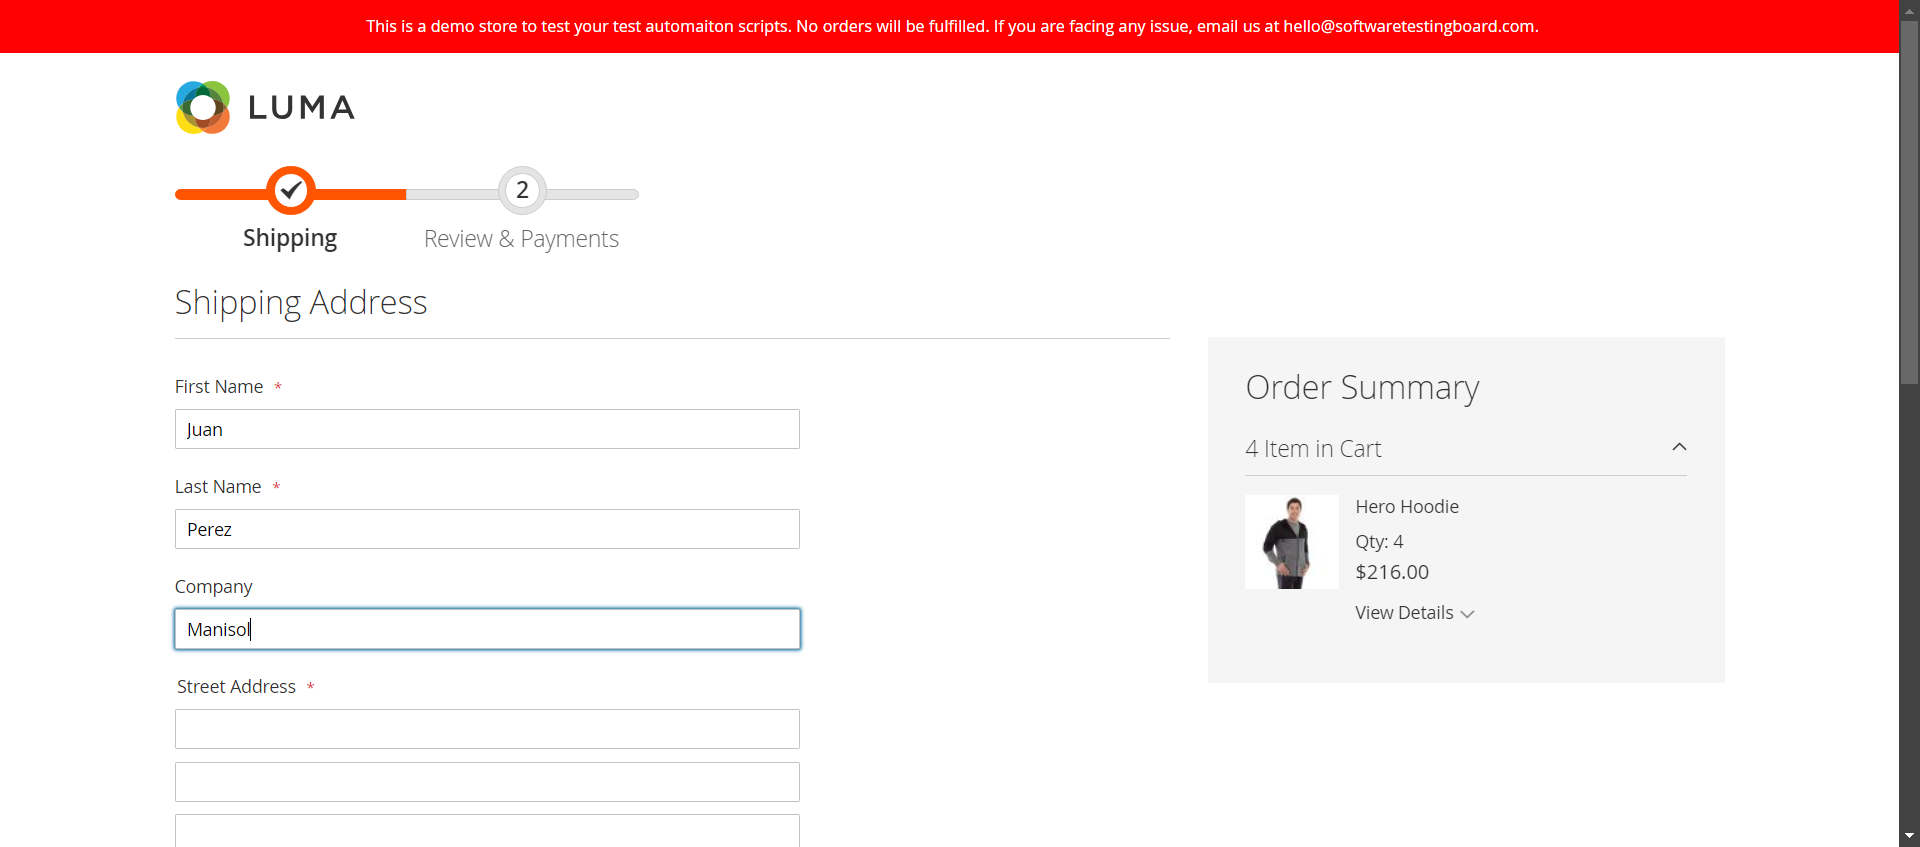 This is a demo store to test your test automaiton scripts. No orders will be fulfilled. If you are facing any issue, email us at hello@softwaretestingboard.com.
LUMA
2
Shipping
Review & Payments
Shipping Address
First Name *
Juan
Last Name *
Perez
Company
Manisol
Street Address *
Order Summary
4 Item in Cart
Hero Hoodie
Qty: 4
$216.00
View Details